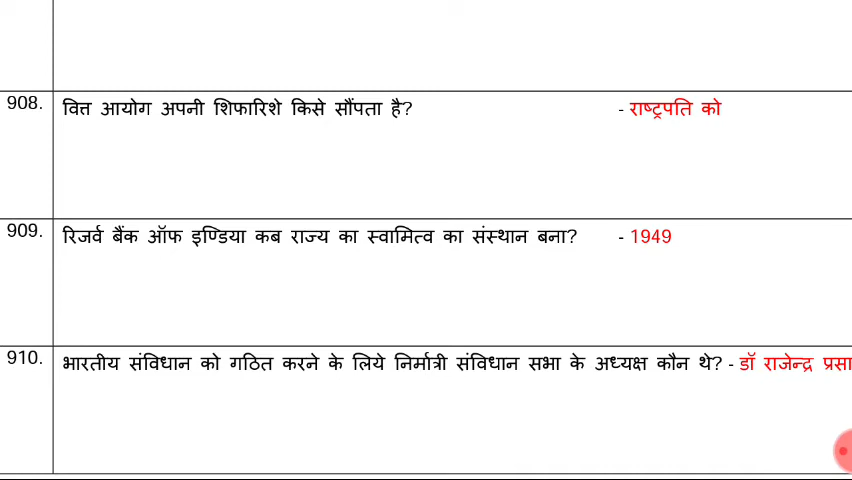 908. वित्त आयोग अपनी शिफारिशे किसे सौंपता है? - राष्ट्रपति को
909. रिजर्व बैंक ऑफ इण्डिया कब राज्य का स्वामित्व का संस्थान बना? - 1949
910. भारतीय संविधान को गठित करने के लिये निर्मात्री संविधान सभा के अध्यक्ष कौन थे? - डॉ राजेन्द्र